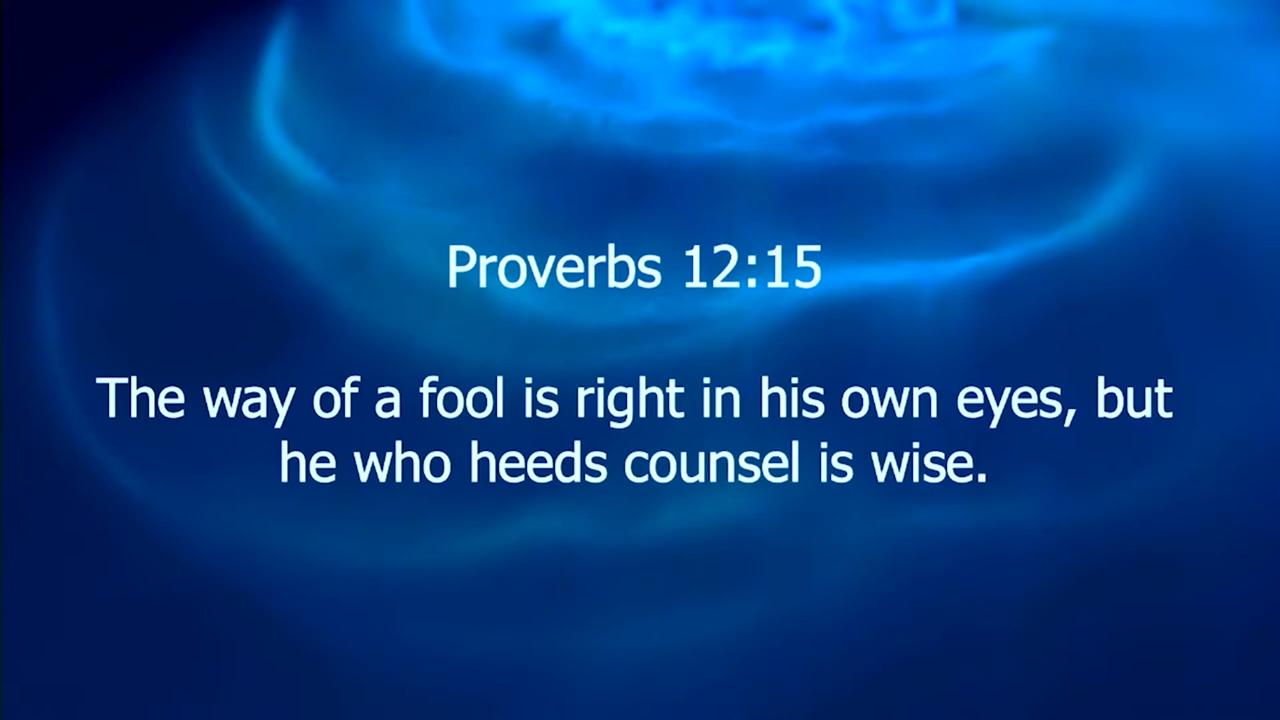 Proverbs 12:15
The way of a fool is right in his own eyes, but
he who heeds counsel is wise.